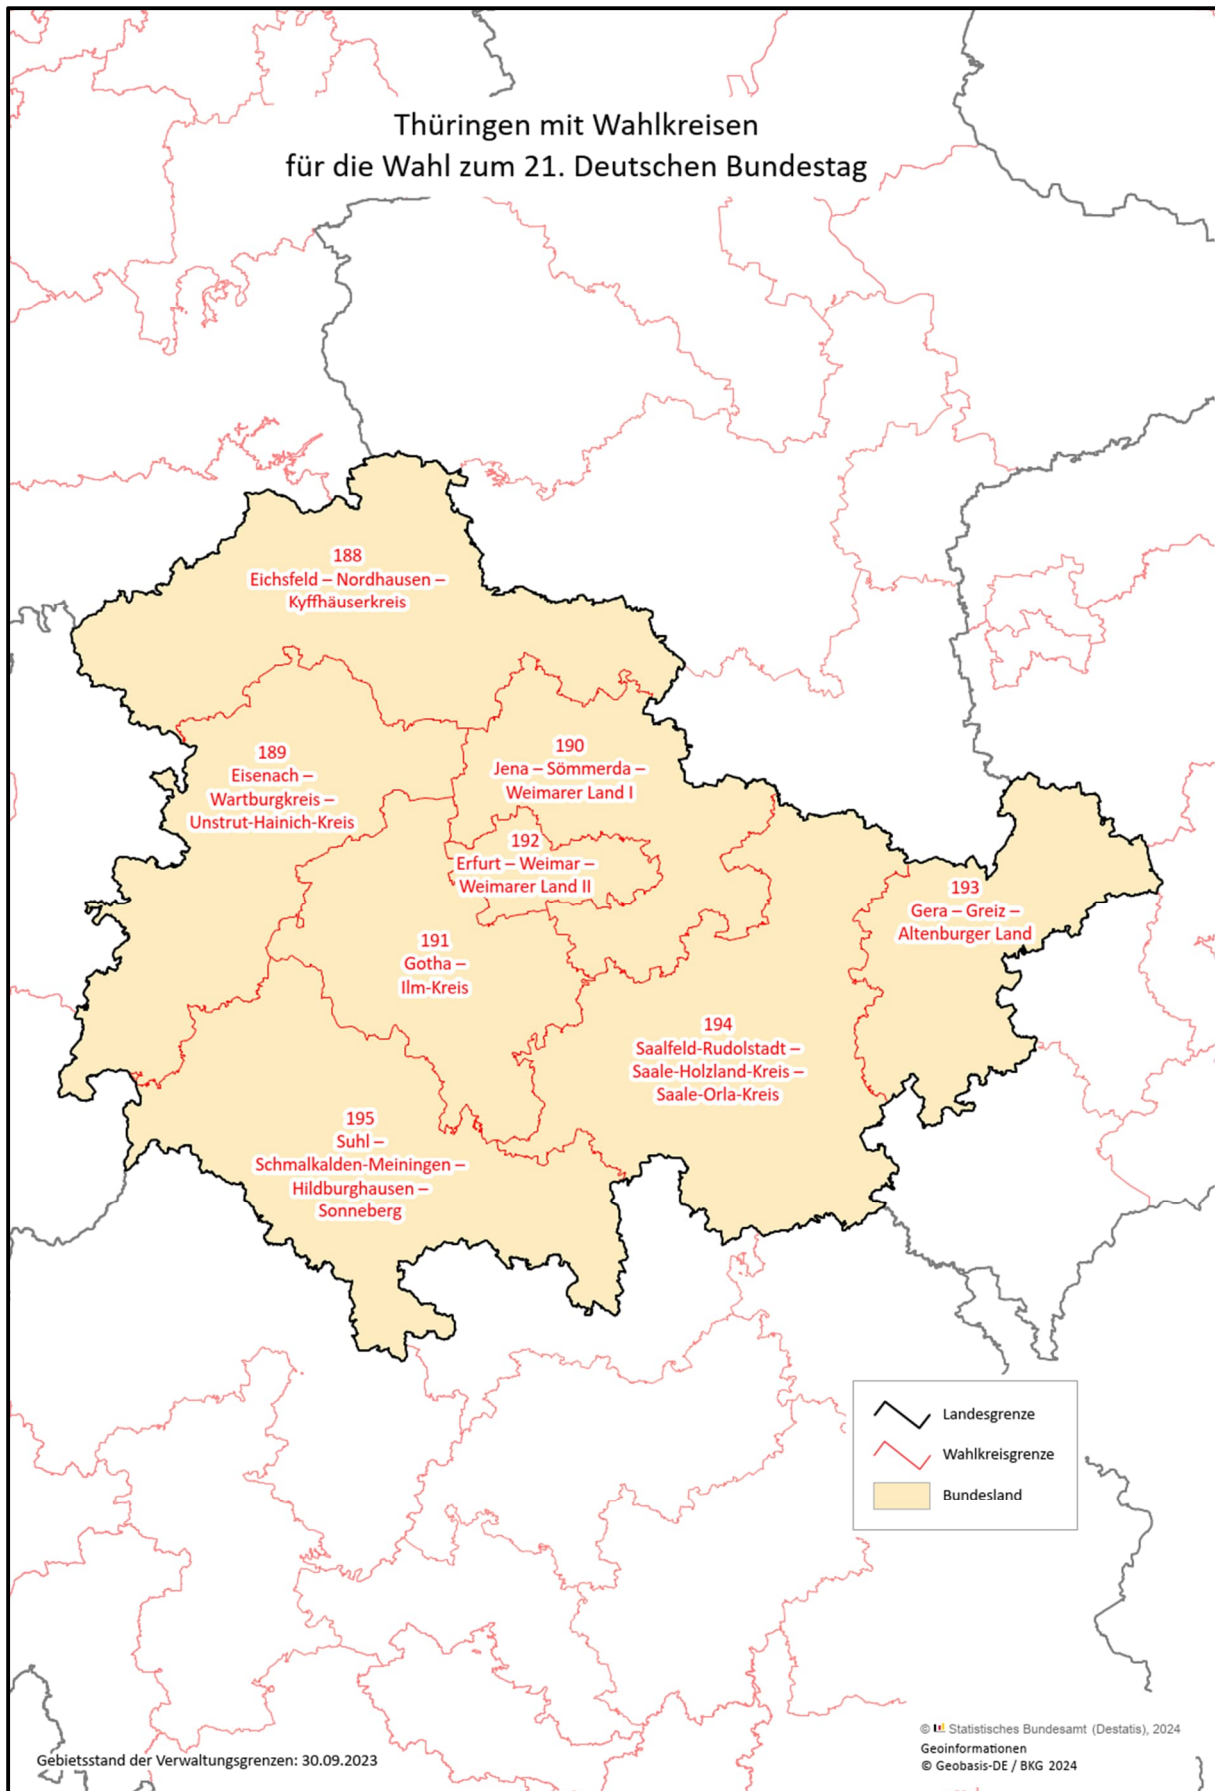 Thüringen mit Wahlkreisen
für die Wahl zum 21. Deutschen Bundestag
188
Eichsfeld – Nordhausen –
Kyffhäuserkreis
189
Eisenach –
Wartburgkreis –
Unstrut-Hainich-Kreis
190
Jena – Sömmerda –
Weimarer Land I
192
Erfurt – Weimar –
Weimarer Land II
193
Gera – Greiz –
Altenburger Land
191
Gotha –
Ilm-Kreis
194
Saalfeld-Rudolstadt –
Saale-Holzland-Kreis –
Saale-Orla-Kreis
195
Suhl –
Schmalkalden-Meiningen –
Hildburghausen –
Sonneberg
Landesgrenze
Wahlkreisgrenze
Bundesland
Gebietsstand der Verwaltungsgrenzen: 30.09.2023
© Statistisches Bundesamt (Destatis), 2024
Geoinformationen
© Geobasis-DE / BKG 2024